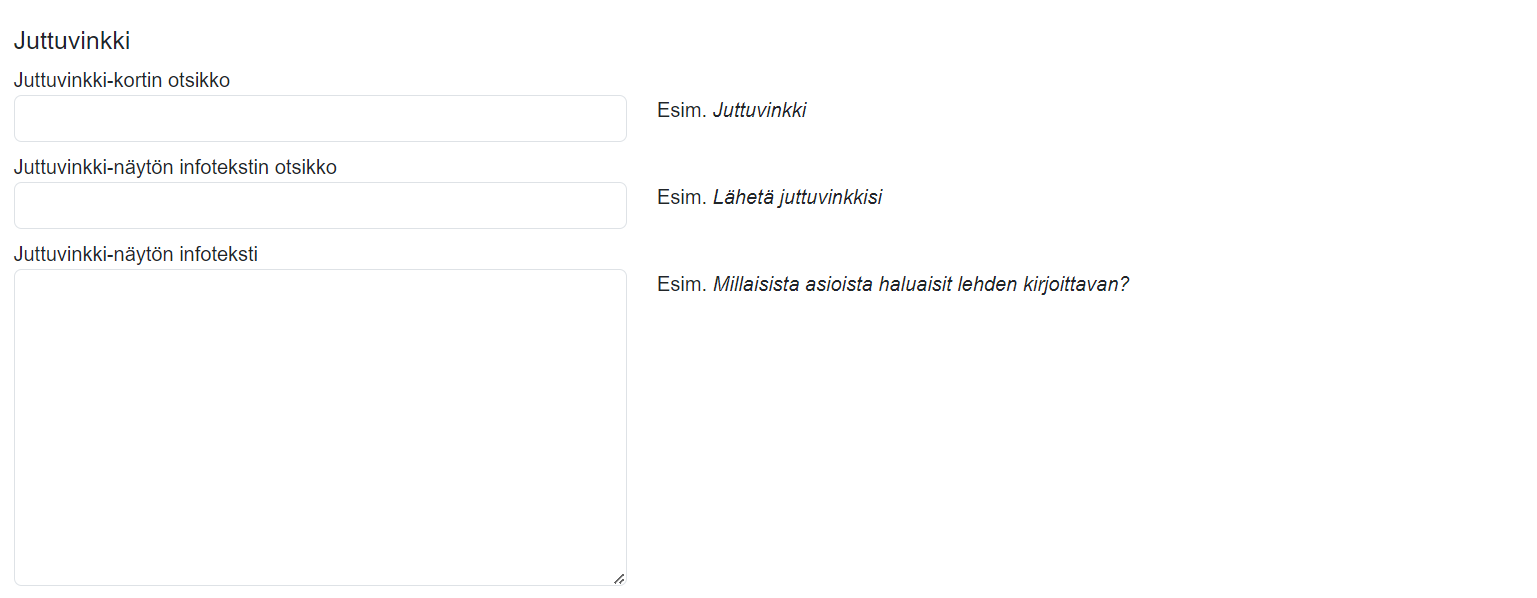 Juttuvinkki
Juttuvinkki-kortin otsikko
Esim. Juttuvinkki
Juttuvinkki-näytön infotekstin otsikko
Esim. Lähetä juttuvinkkisi
Juttuvinkki-näytön infoteksti
Esim. Millaisista asioista haluaisit lehden kirjoittavan?